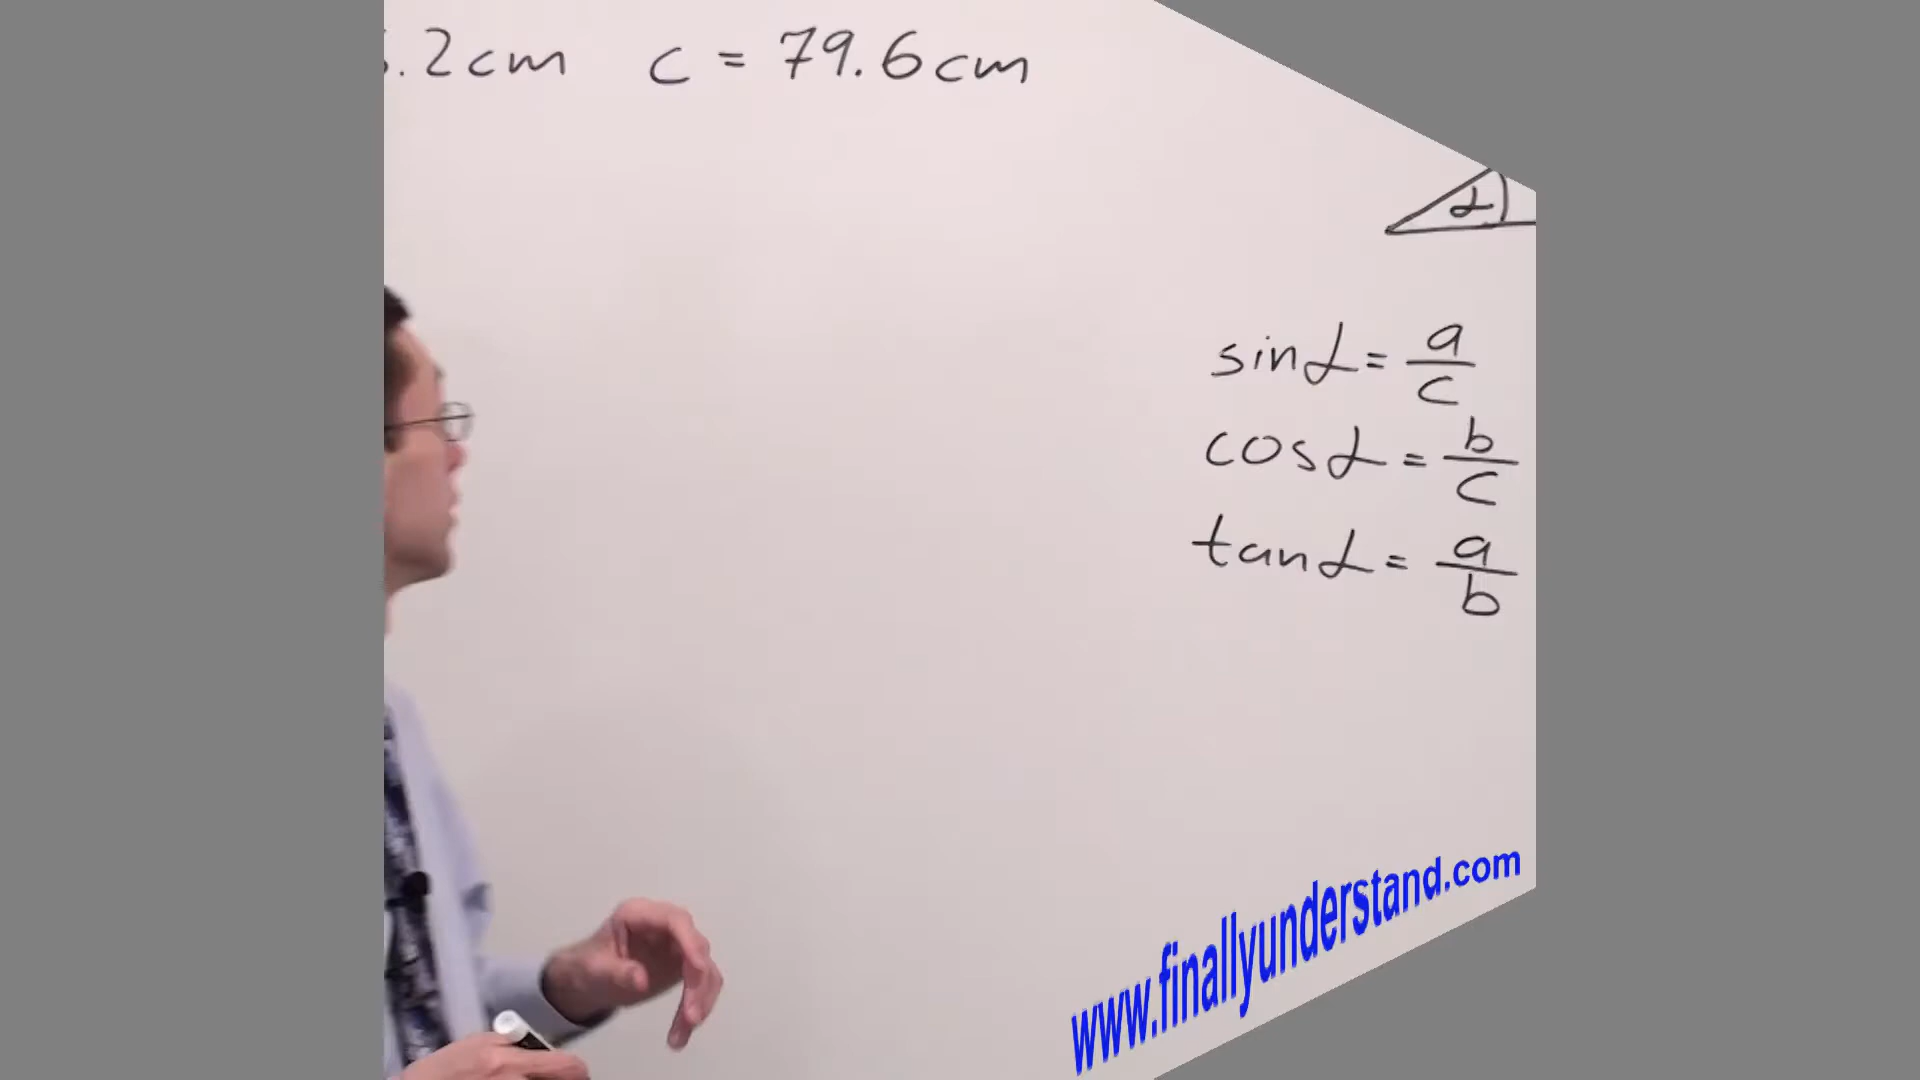 .2cm c = 79.6cm
α
sinα = a/c
cosα = b/c
tanα = a/b
www.finallyunderstand.com